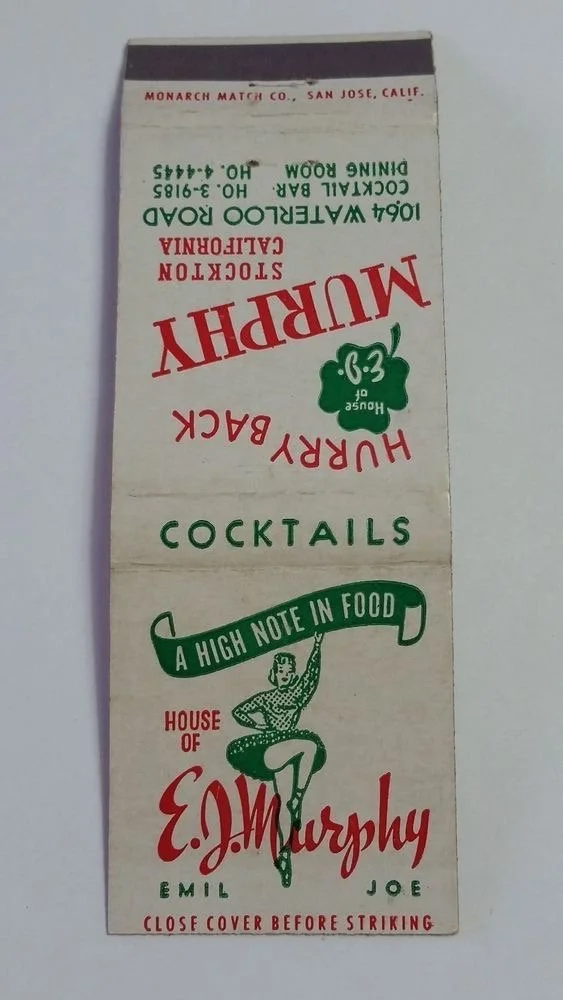 MONARCH MATCH CO., SAN JOSE, CALIF.
HURRY BACK
House
of
E.J.
MURPHY
STOCKTON
CALIFORNIA
1064 WATERLOO ROAD
COCKTAIL BAR · HO. 3-9185
DINING ROOM HO. 4-4445
COCKTAILS
A HIGH NOTE IN FOOD
HOUSE
OF
E.J. Murphy
EMIL JOE
CLOSE COVER BEFORE STRIKING